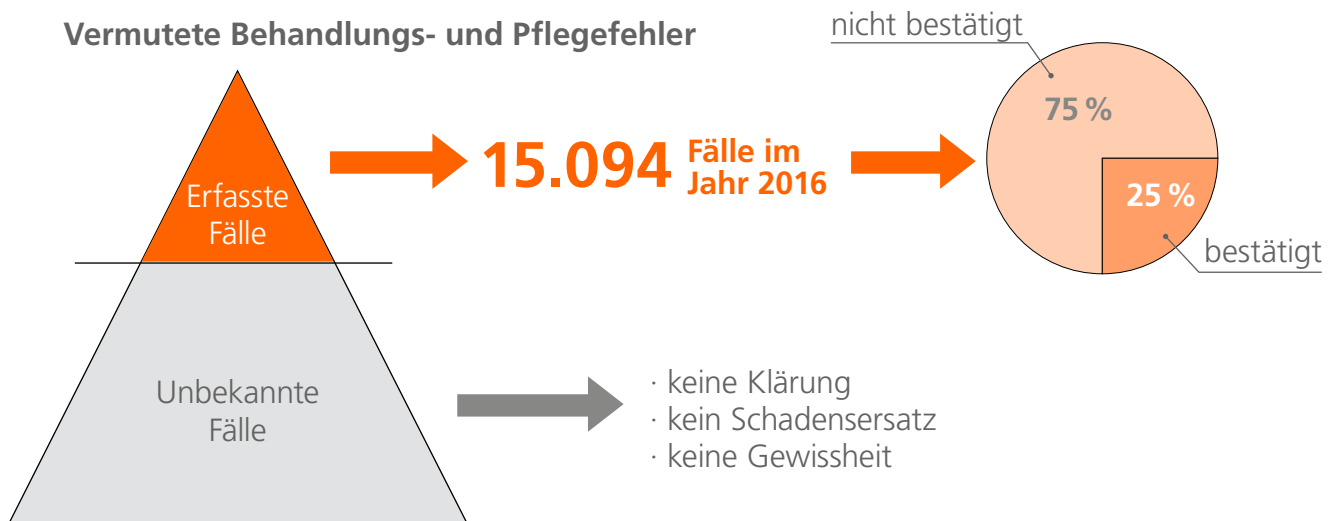 Vermutete Behandlungs- und Pflegefehler
nicht bestätigt
75 %
25 %
bestätigt
Erfasste
Fälle
15.094
Fälle im
Jahr 2016
Unbekannte
Fälle
· keine Klärung
· kein Schadensersatz
· keine Gewissheit